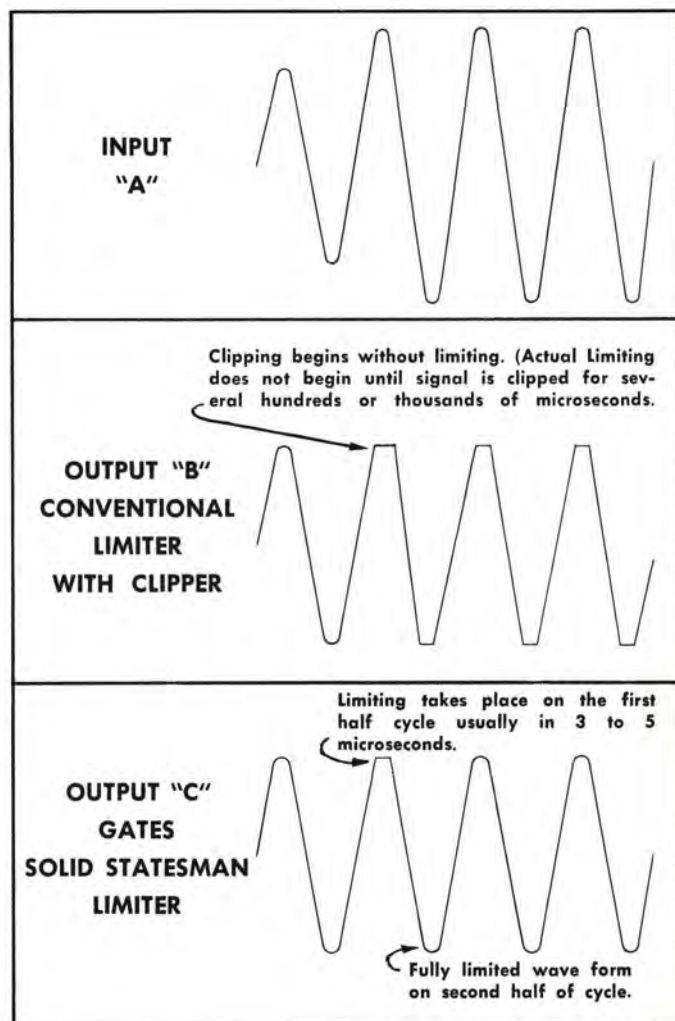 INPUT
"A"
Clipping begins without limiting. (Actual Limiting
does not begin until signal is clipped for sev-
eral hundreds or thousands of microseconds.
OUTPUT "B"
CONVENTIONAL
LIMITER
WITH CLIPPER
Limiting takes place on the first
half cycle usually in 3 to 5
microseconds.
OUTPUT "C"
GATES
SOLID STATESMAN
LIMITER
Fully limited wave form
on second half of cycle.